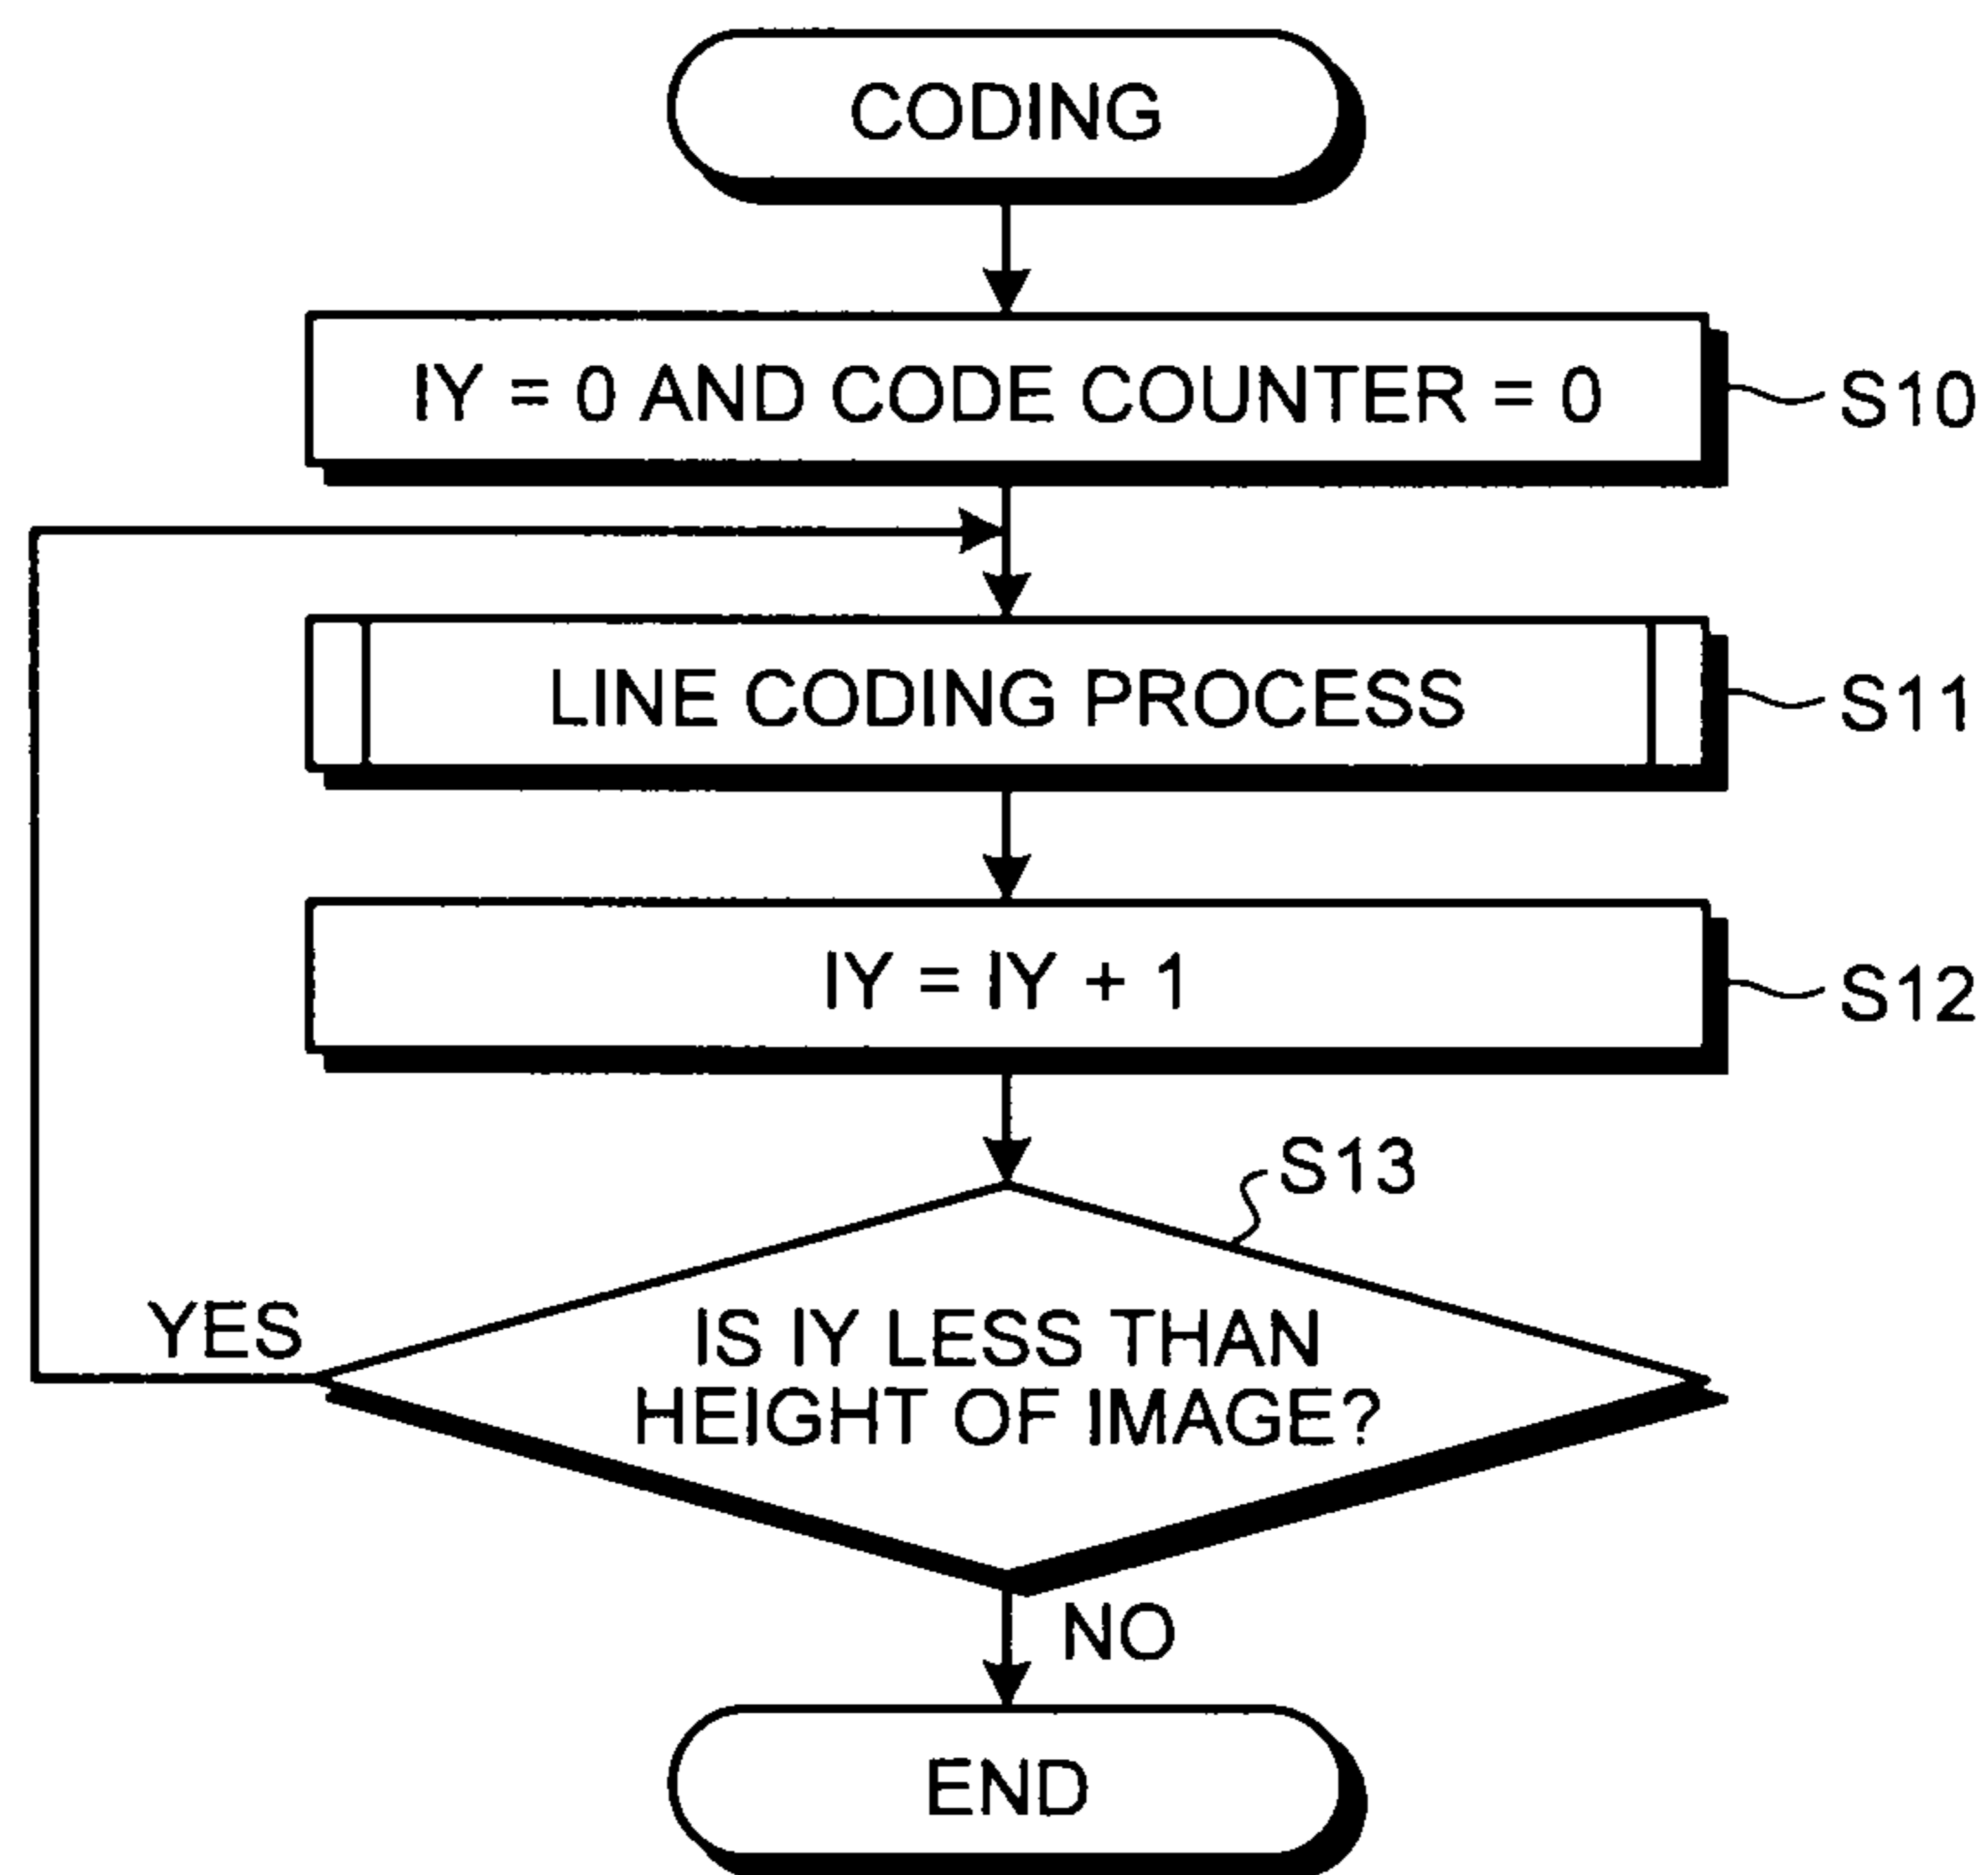 CODING
IY = 0 AND CODE COUNTER = 0
S10
LINE CODING PROCESS
S11
IY = IY + 1
S12
S13
IS IY LESS THAN
HEIGHT OF IMAGE?
YES
NO
END